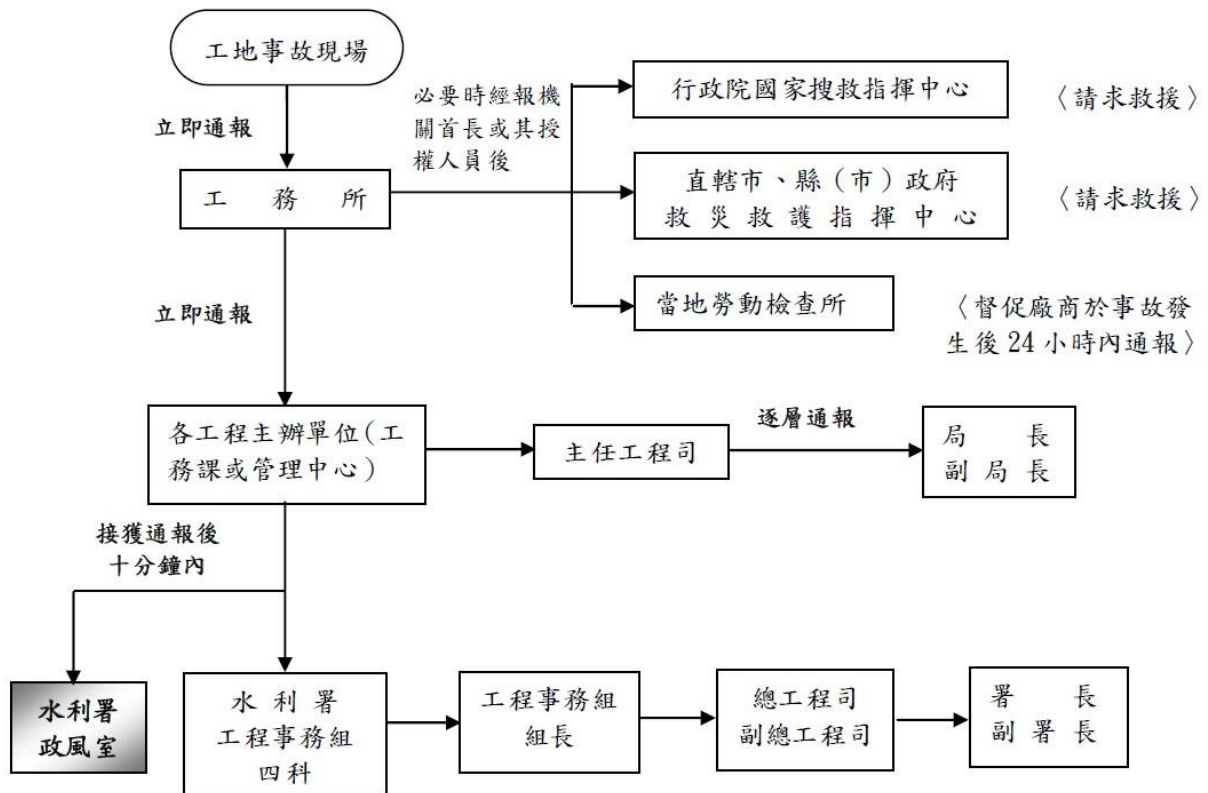 工地事故現場
立即通報
必要時經報機
關首長或其授
權人員後
行政院國家搜救指揮中心
〈請求救援〉
工務所
直轄市、縣(市)政府
救災救護指揮中心
〈請求救援〉
立即通報
當地勞動檢查所
〈督促廠商於事故發
生後24小時內通報〉
各工程主辦單位(工
務課或管理中心)
主任工程司
逐層通報
局長
副局長
接獲通報後
十分鐘內
水利署
政風室
水利署
工程事務組
四科
工程事務組
組長
總工程司
副總工程司
署長
副署長